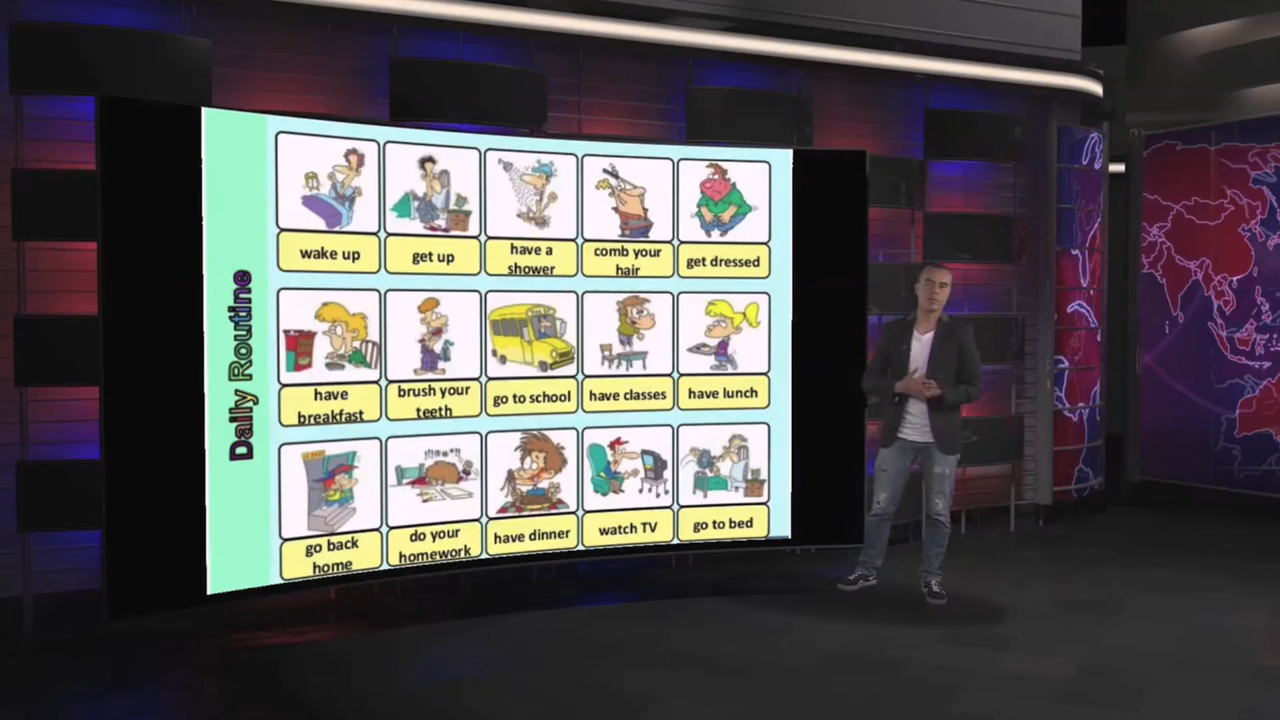 Daily Routine
wake up
get up
have a
shower
comb your
hair
get dressed
have
breakfast
brush your
teeth
go to school
have classes
have lunch
go back
home
do your
homework
have dinner
watch TV
go to bed